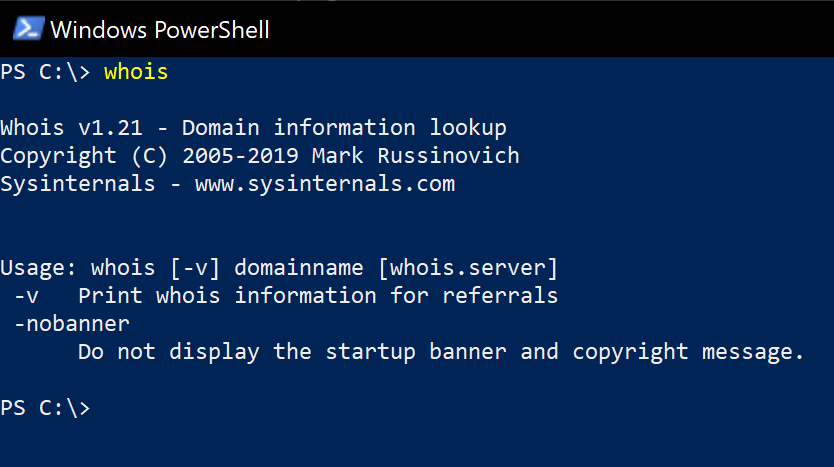 Windows PowerShell
PS C:\> whois
Whois v1.21 - Domain information lookup
Copyright (C) 2005-2019 Mark Russinovich
Sysinternals - www.sysinternals.com
Usage: whois [-v] domainname [whois.server]
-v   Print whois information for referrals
-nobanner
Do not display the startup banner and copyright message.
PS C:\>